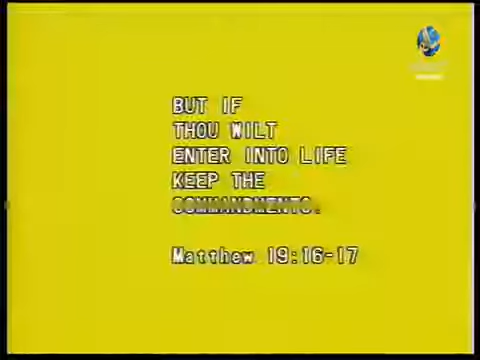 BUT IF
THOU WILT
ENTER INTO LIFE
KEEP THE
COMMANDMENTS.
Matthew 19:16-17